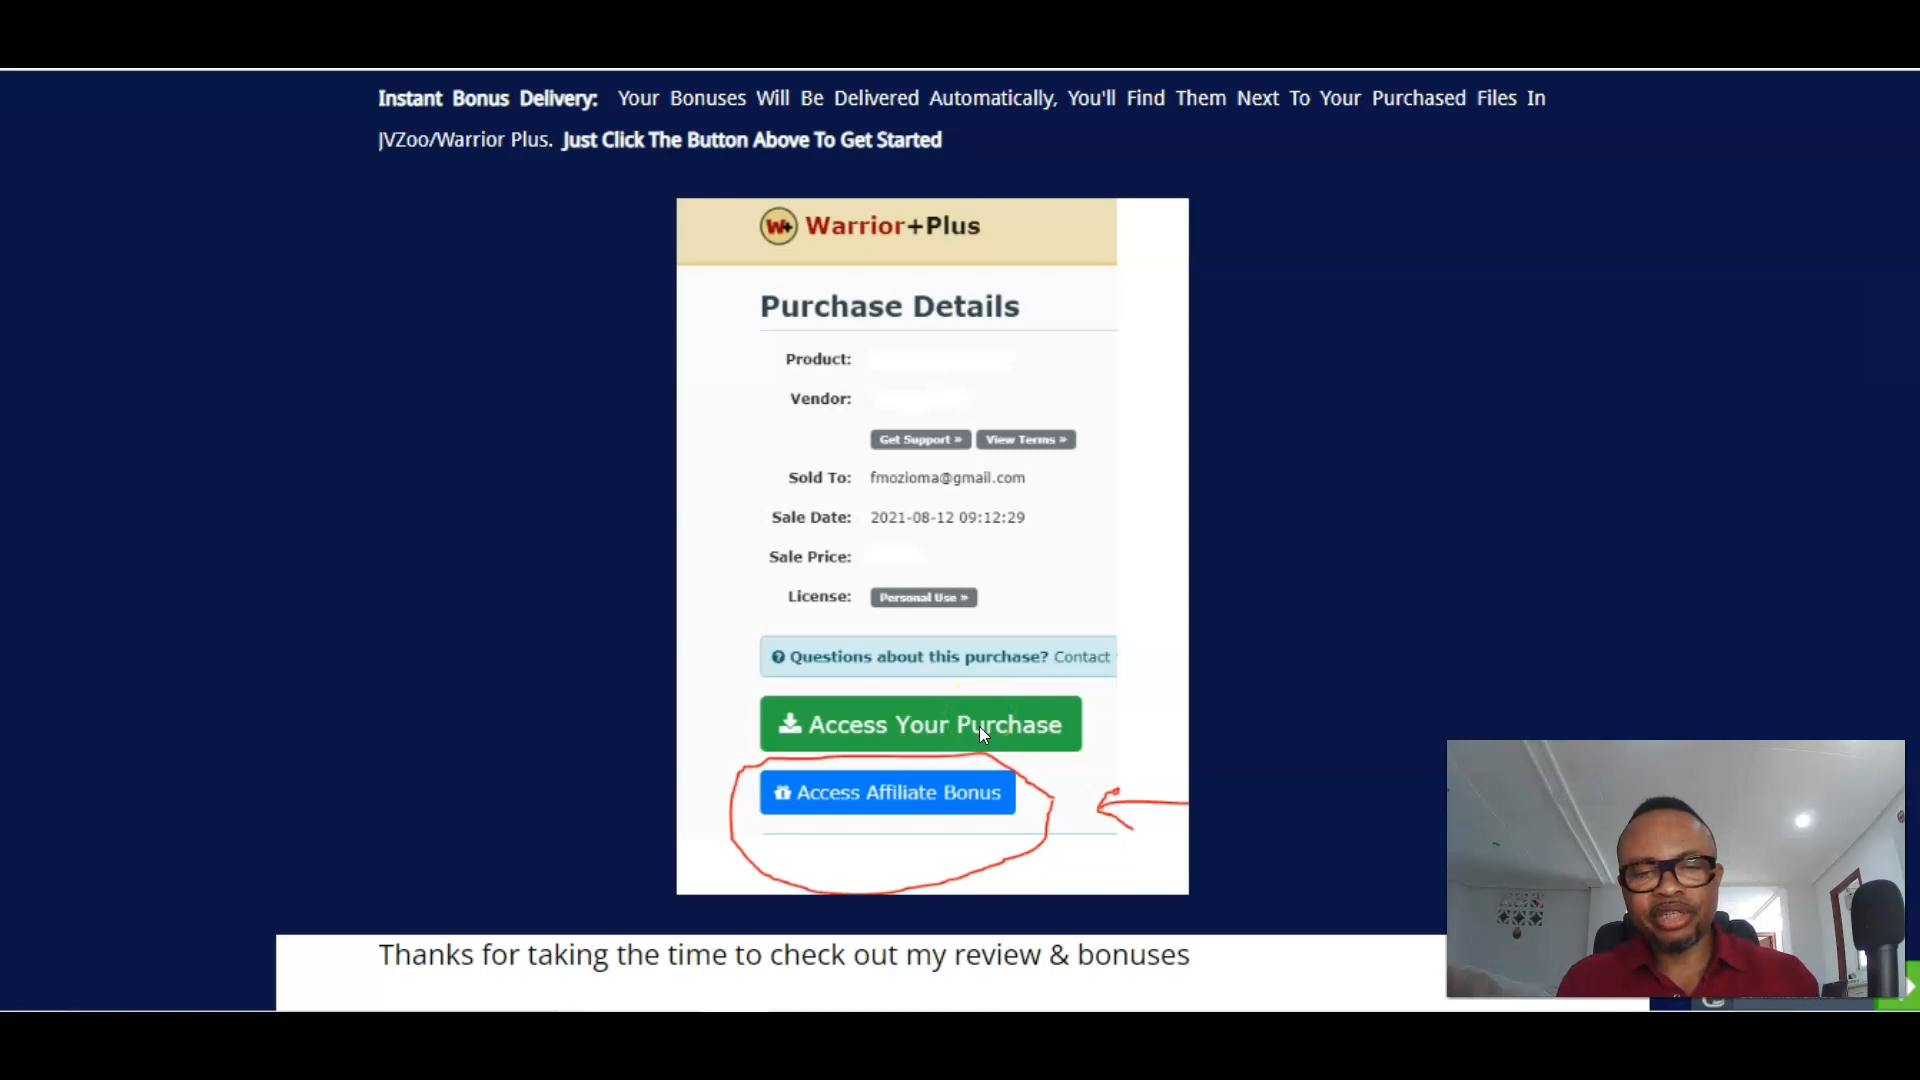 Instant Bonus Delivery: Your Bonuses Will Be Delivered Automatically, You'll Find Them Next To Your Purchased Files In
JVZoo/Warrior Plus. Just Click The Button Above To Get Started
W+ Warrior+Plus
Purchase Details
Product:
Vendor:
Get Support » View Terms »
Sold To: fmozioma@gmail.com
Sale Date: 2021-08-12 09:12:29
Sale Price:
License: Personal Use »
Questions about this purchase? Contact
Access Your Purchase
Access Affiliate Bonus
Thanks for taking the time to check out my review & bonuses